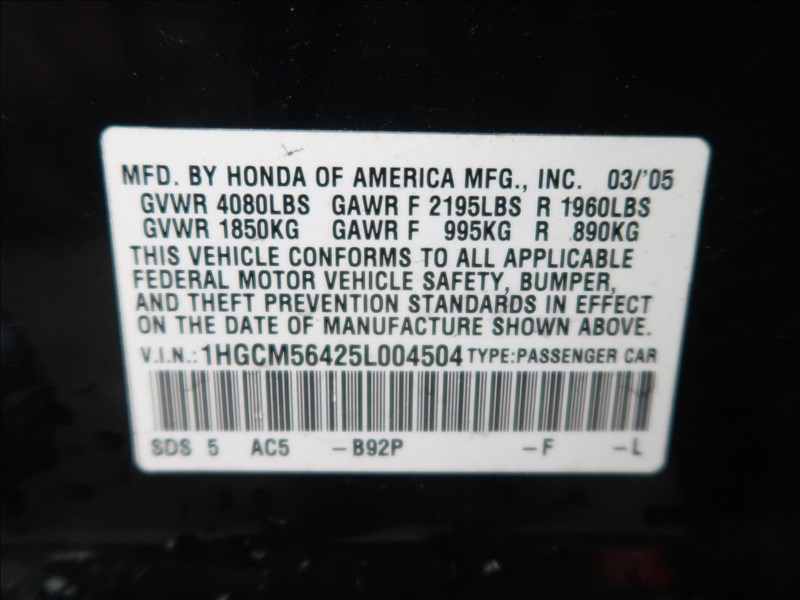 MFD. BY HONDA OF AMERICA MFG., INC. 03/'05
GVWR 4080LBS GAWR F 2195LBS R 1960LBS
GVWR 1850KG GAWR F 995KG R 890KG
THIS VEHICLE CONFORMS TO ALL APPLICABLE
FEDERAL MOTOR VEHICLE SAFETY, BUMPER,
AND THEFT PREVENTION STANDARDS IN EFFECT
ON THE DATE OF MANUFACTURE SHOWN ABOVE.
V.I.N.: 1HGCM56425L004504 TYPE:PASSENGER CAR
SDS 5 AC5 –B92P –F –L